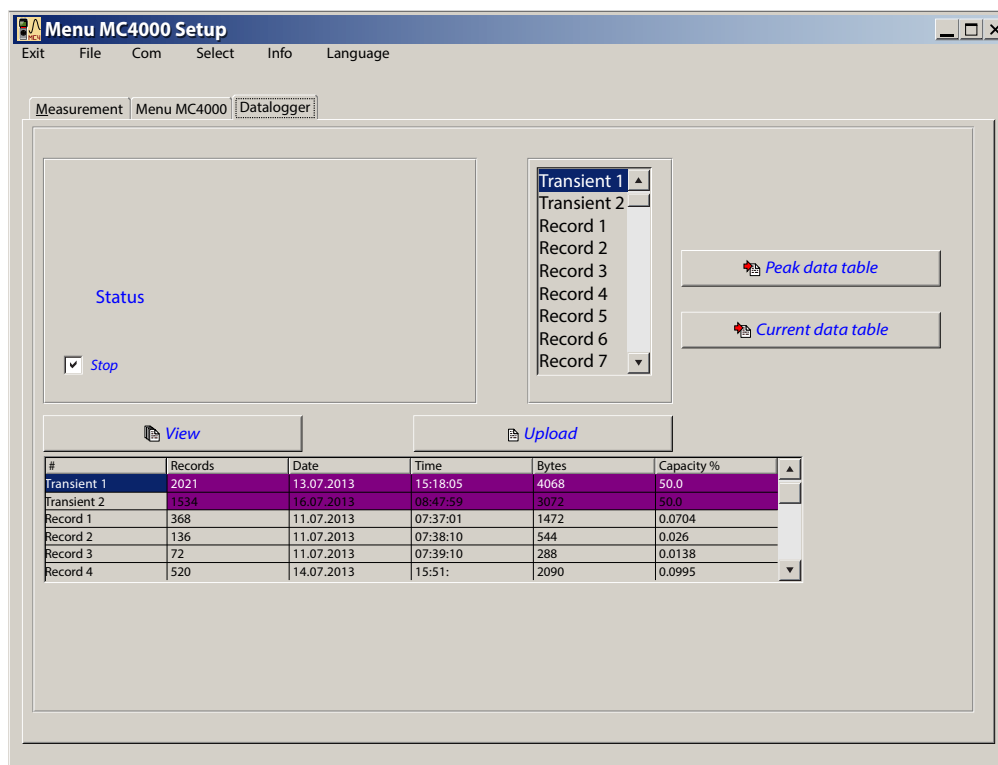 Menu MC4000 Setup
Exit File Com Select Info Language
Measurement Menu MC4000 Datalogger
Transient 1
Transient 2
Record 1
Record 2
Record 3
Record 4
Record 5
Record 6
Record 7
Peak data table
Current data table
Status
Stop
View Upload
# Records Date Time Bytes Capacity %
Transient 1 2021 13.07.2013 15:18:05 4068 50.0
Transient 2 1534 16.07.2013 08:47:59 3072 50.0
Record 1 368 11.07.2013 07:37:01 1472 0.0704
Record 2 136 11.07.2013 07:38:10 544 0.026
Record 3 72 11.07.2013 07:39:10 288 0.0138
Record 4 520 14.07.2013 15:51: 2090 0.0995